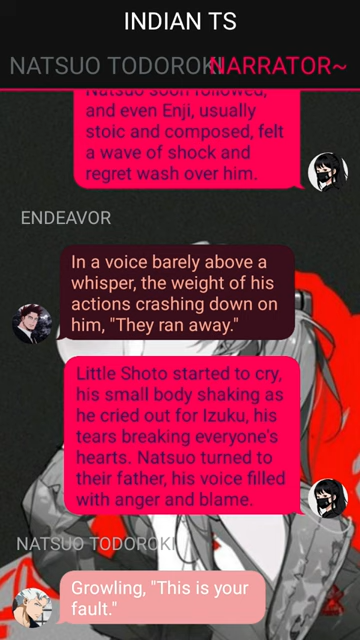 INDIAN TS
NATSUO TODOROKI NARRATOR~
Natsuo soon followed,
and even Enji, usually
stoic and composed, felt
a wave of shock and
regret wash over him.
ENDEAVOR
In a voice barely above a
whisper, the weight of his
actions crashing down on
him, "They ran away."
Little Shoto started to cry,
his small body shaking as
he cried out for Izuku, his
tears breaking everyone's
hearts. Natsuo turned to
their father, his voice filled
with anger and blame.
NATSUO TODOROKI
Growling, "This is your
fault."